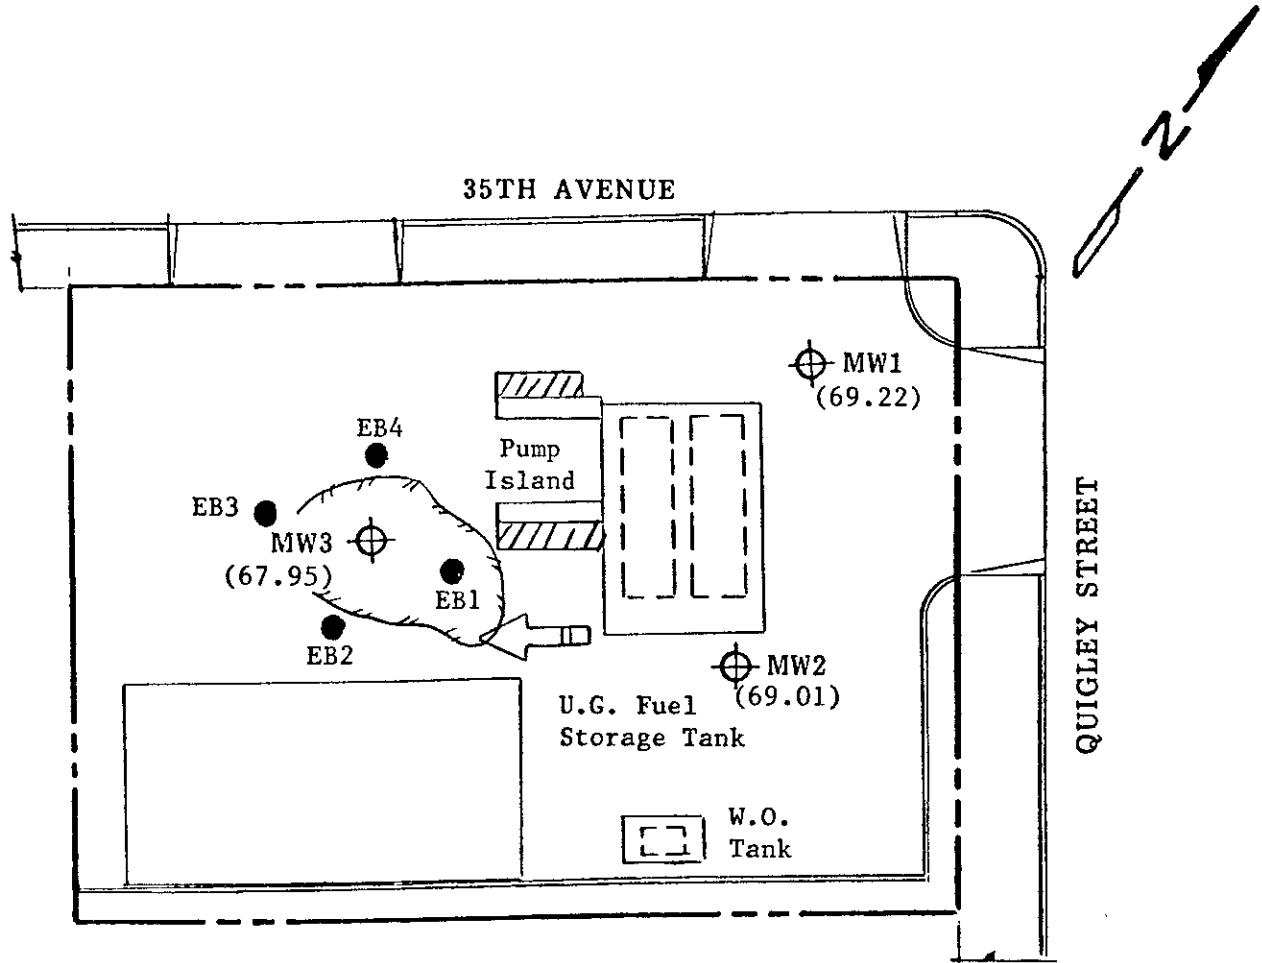 N
35TH AVENUE
MW1
(69.22)
EB4
Pump
Island
EB3
MW3
(67.95)
EB1
EB2
MW2
(69.01)
U.G. Fuel
Storage Tank
W.O.
Tank
QUIGLEY STREET